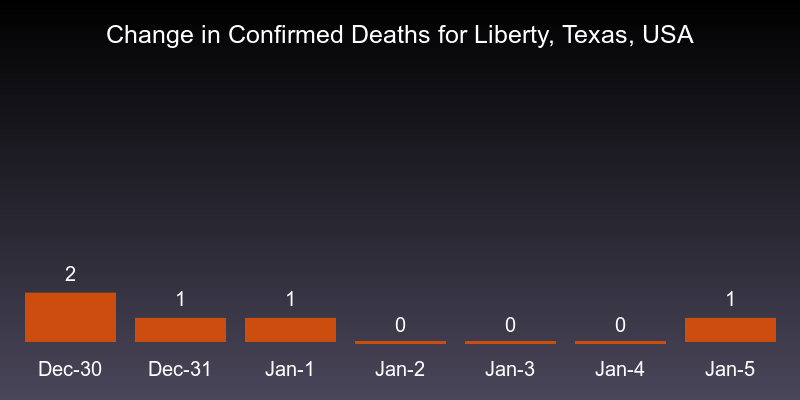 Change in Confirmed Deaths for Liberty, Texas, USA
2
1
1
0
0
0
1
Dec-30
Dec-31
Jan-1
Jan-2
Jan-3
Jan-4
Jan-5